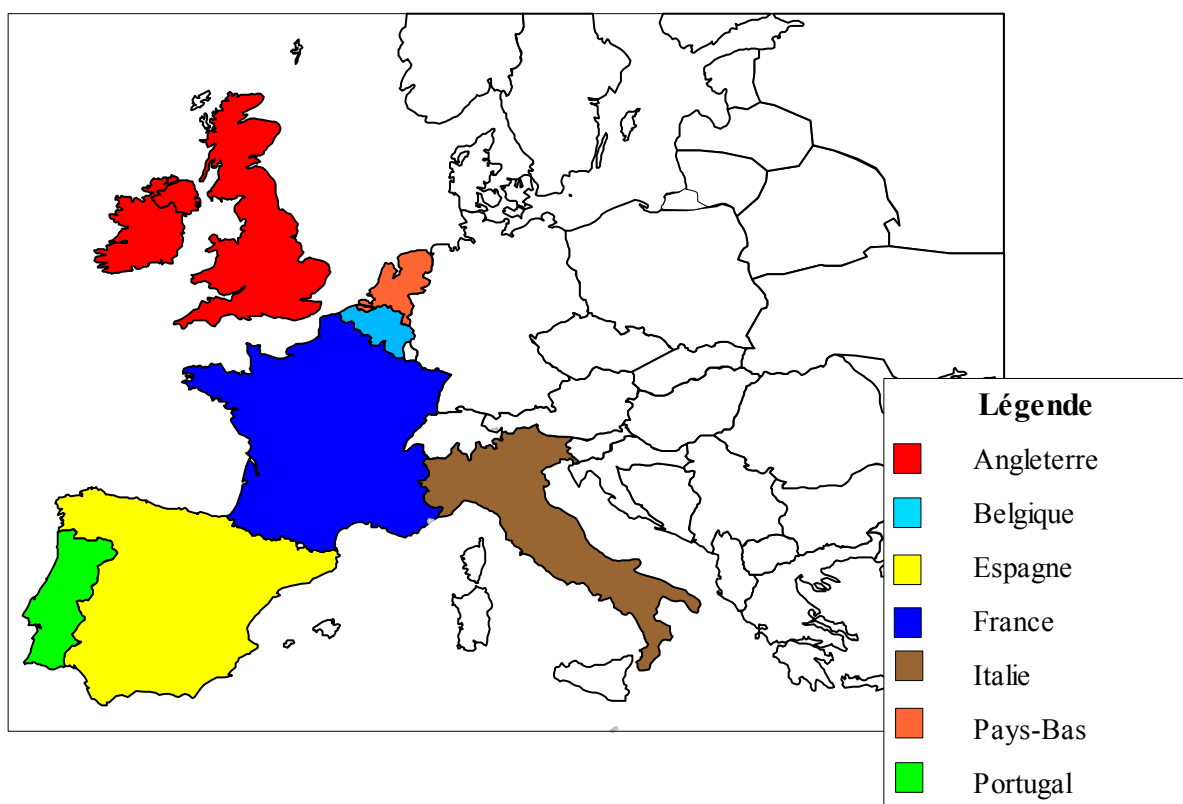 Légende
Angleterre
Belgique
Espagne
France
Italie
Pays-Bas
Portugal